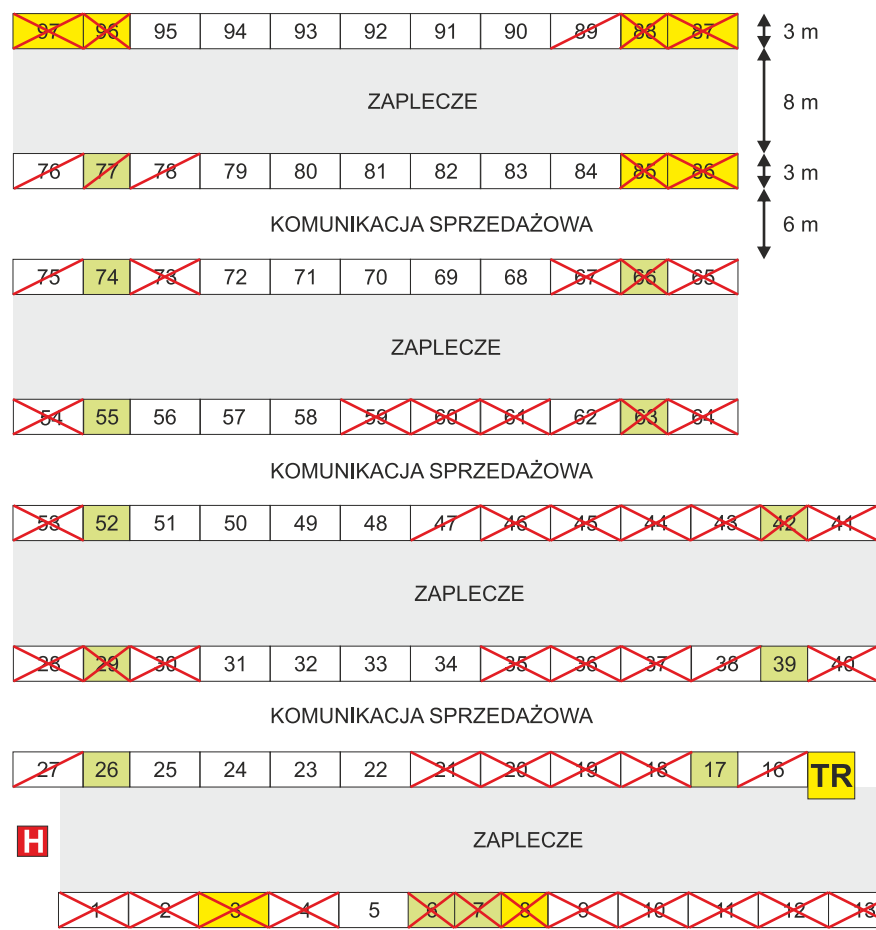 97 96 95 94 93 92 91 90 89 88 87 3 m
ZAPLECZE 8 m
76 77 78 79 80 81 82 83 84 85 86 3 m
KOMUNIKACJA SPRZEDAŻOWA 6 m
75 74 73 72 71 70 69 68 67 66 65
ZAPLECZE
54 55 56 57 58 59 60 61 62 63 64
KOMUNIKACJA SPRZEDAŻOWA
53 52 51 50 49 48 47 46 45 44 43 42 41
ZAPLECZE
28 29 30 31 32 33 34 35 36 37 38 39 40
KOMUNIKACJA SPRZEDAŻOWA
27 26 25 24 23 22 21 20 19 18 17 16 TR
H ZAPLECZE
1 2 3 4 5 6 7 8 9 10 11 12 13